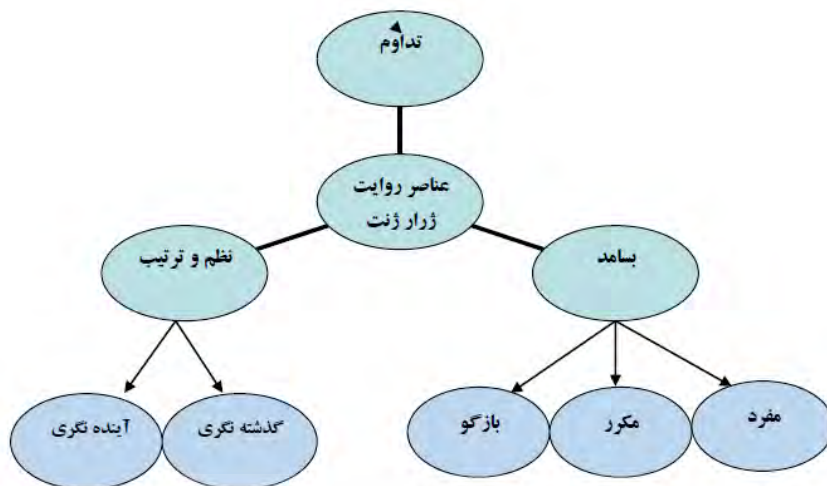 تداوم
عناصر روایت
ژرار ژنت
نظم و ترتیب
بسامد
آینده نگری
گذشته نگری
بازگو
مکرر
مفرد